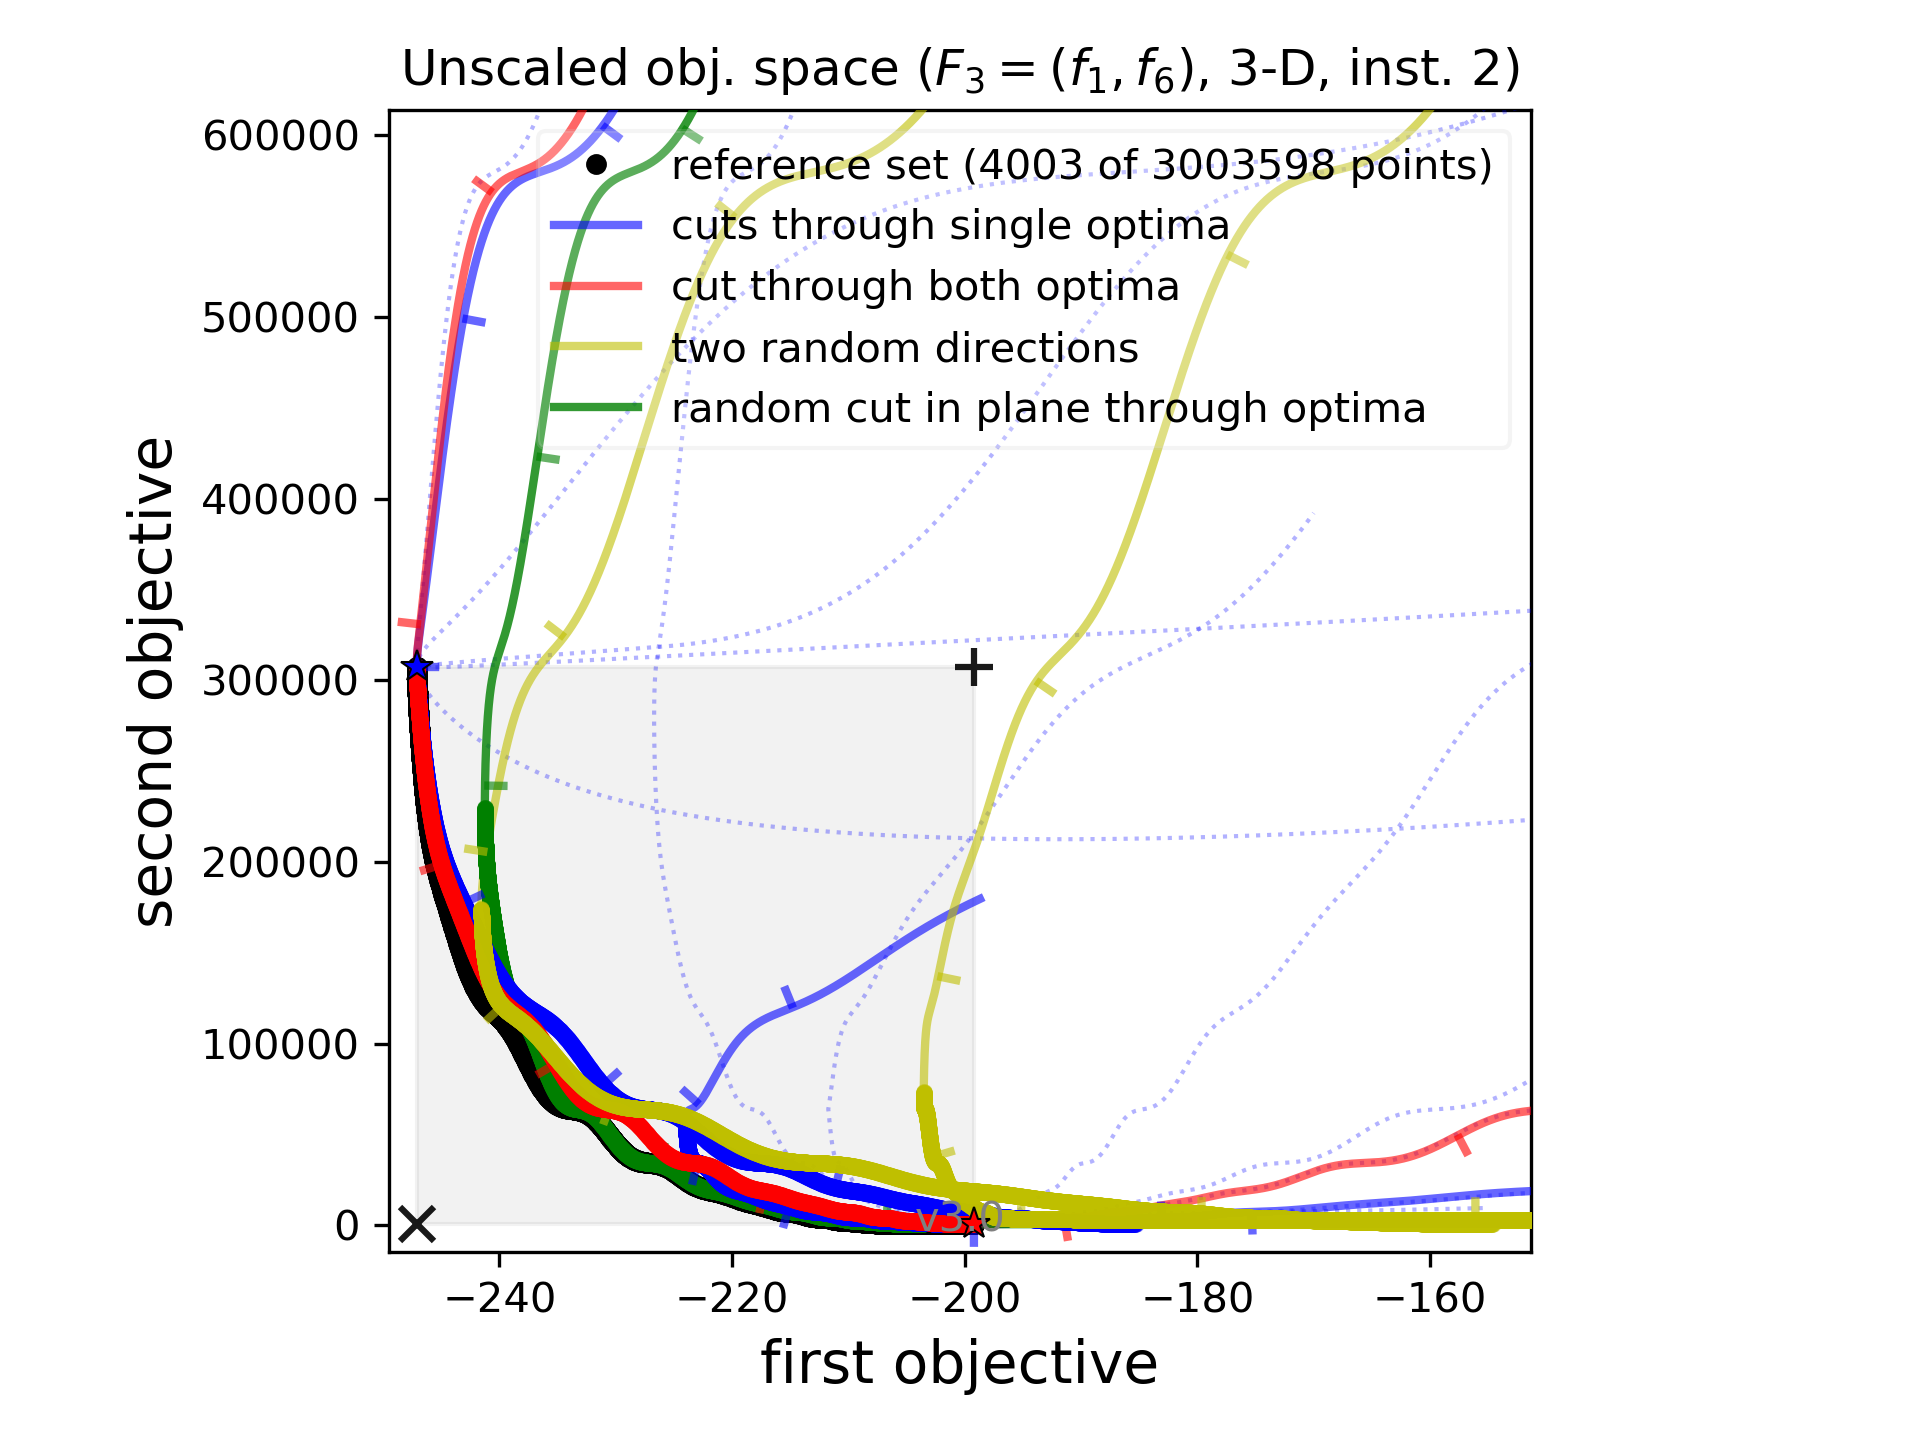 Unscaled obj. space (F₃ = (f₁, f₆), 3-D, inst. 2)
600000
500000
400000
300000
200000
100000
0
second objective
reference set (4003 of 3003598 points)
cuts through single optima
cut through both optima
two random directions
random cut in plane through optima
v3.0
−240
−220
−200
−180
−160
first objective